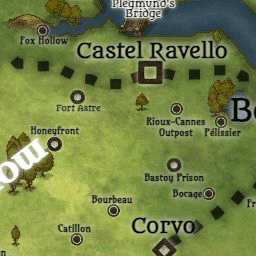 Plegmund's
Bridge
Fox Hollow
Castel Ravello
Fort Astre
Rioux-Cannes
Outpost
Pélissier
Honeyfront
Bastoy Prison
Bocage
Bourbeau
Catillon
Corvo